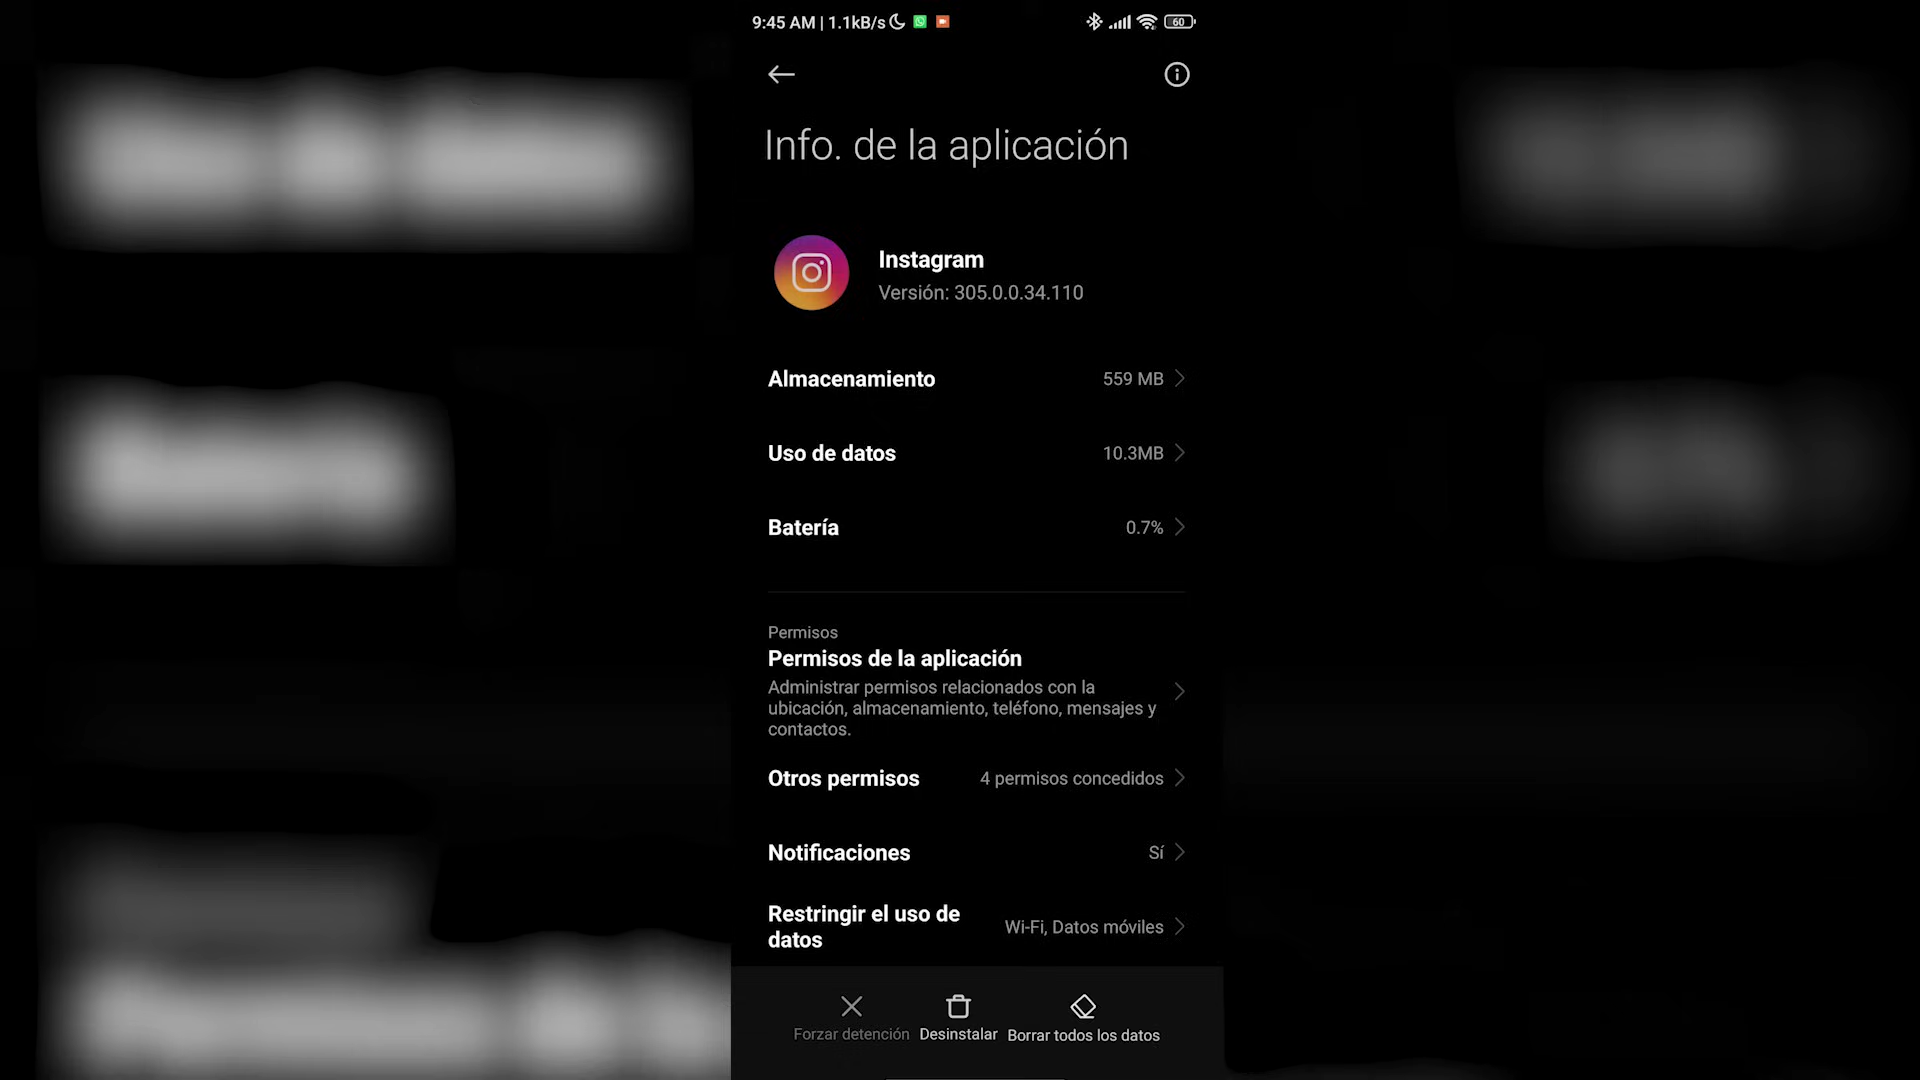 9:45 AM | 1.1kB/s
60
Info. de la aplicación
Instagram
Versión: 305.0.0.34.110
Almacenamiento 559 MB
Uso de datos 10.3MB
Batería 0.7%
Permisos
Permisos de la aplicación
Administrar permisos relacionados con la
ubicación, almacenamiento, teléfono, mensajes y
contactos.
Otros permisos 4 permisos concedidos
Notificaciones Sí
Restringir el uso de
datos
Wi-Fi, Datos móviles
Forzar detención Desinstalar Borrar todos los datos